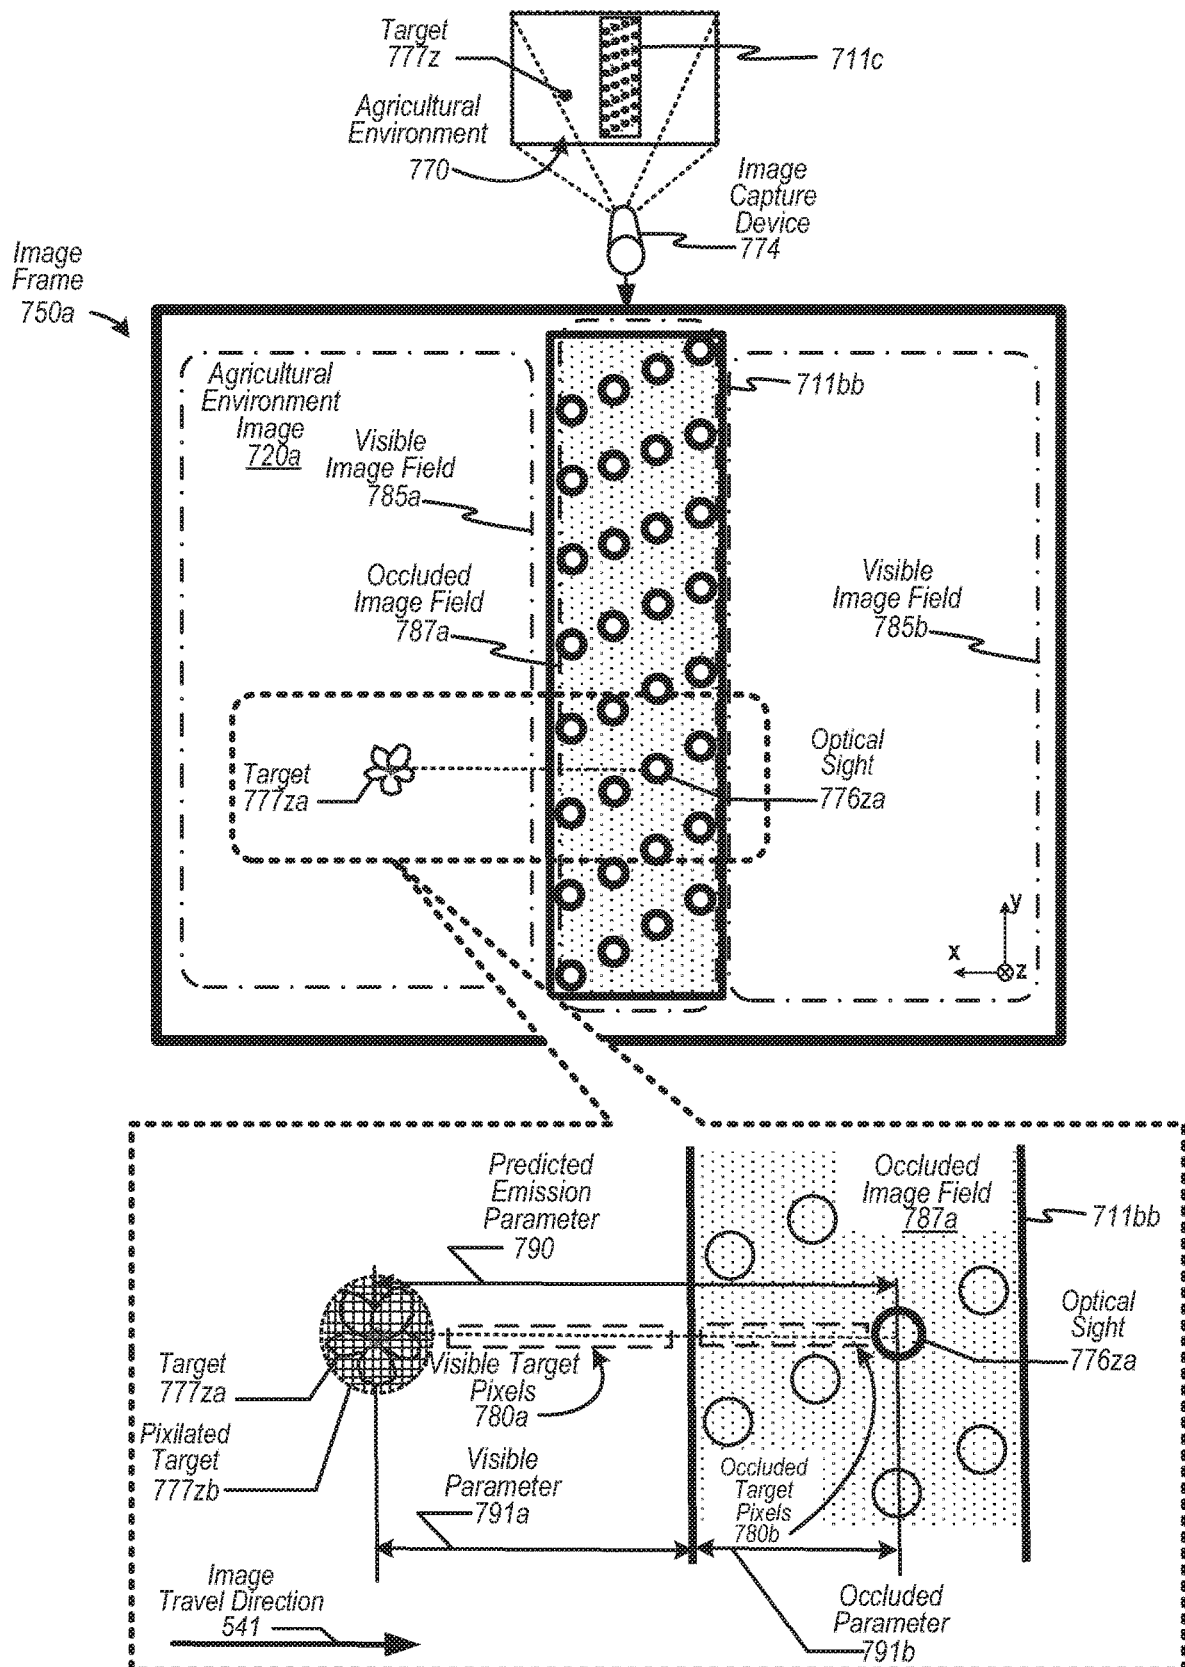 Target
777z
711c
Agricultural
Environment
770
Image
Capture
Device
774
Image
Frame
750a
Agricultural
Environment
Image
720a
711bb
Visible
Image Field
785a
Occluded
Image Field
787a
Visible
Image Field
785b
Target
777za
Optical
Sight
776za
y
x
z
Predicted
Emission
Parameter
790
Occluded
Image Field
787a
711bb
Optical
Sight
776za
Target
777za
Visible Target
Pixels
780a
Pixilated
Target
777zb
Visible
Parameter
791a
Occluded
Target
Pixels
780b
Image
Travel Direction
541
Occluded
Parameter
791b